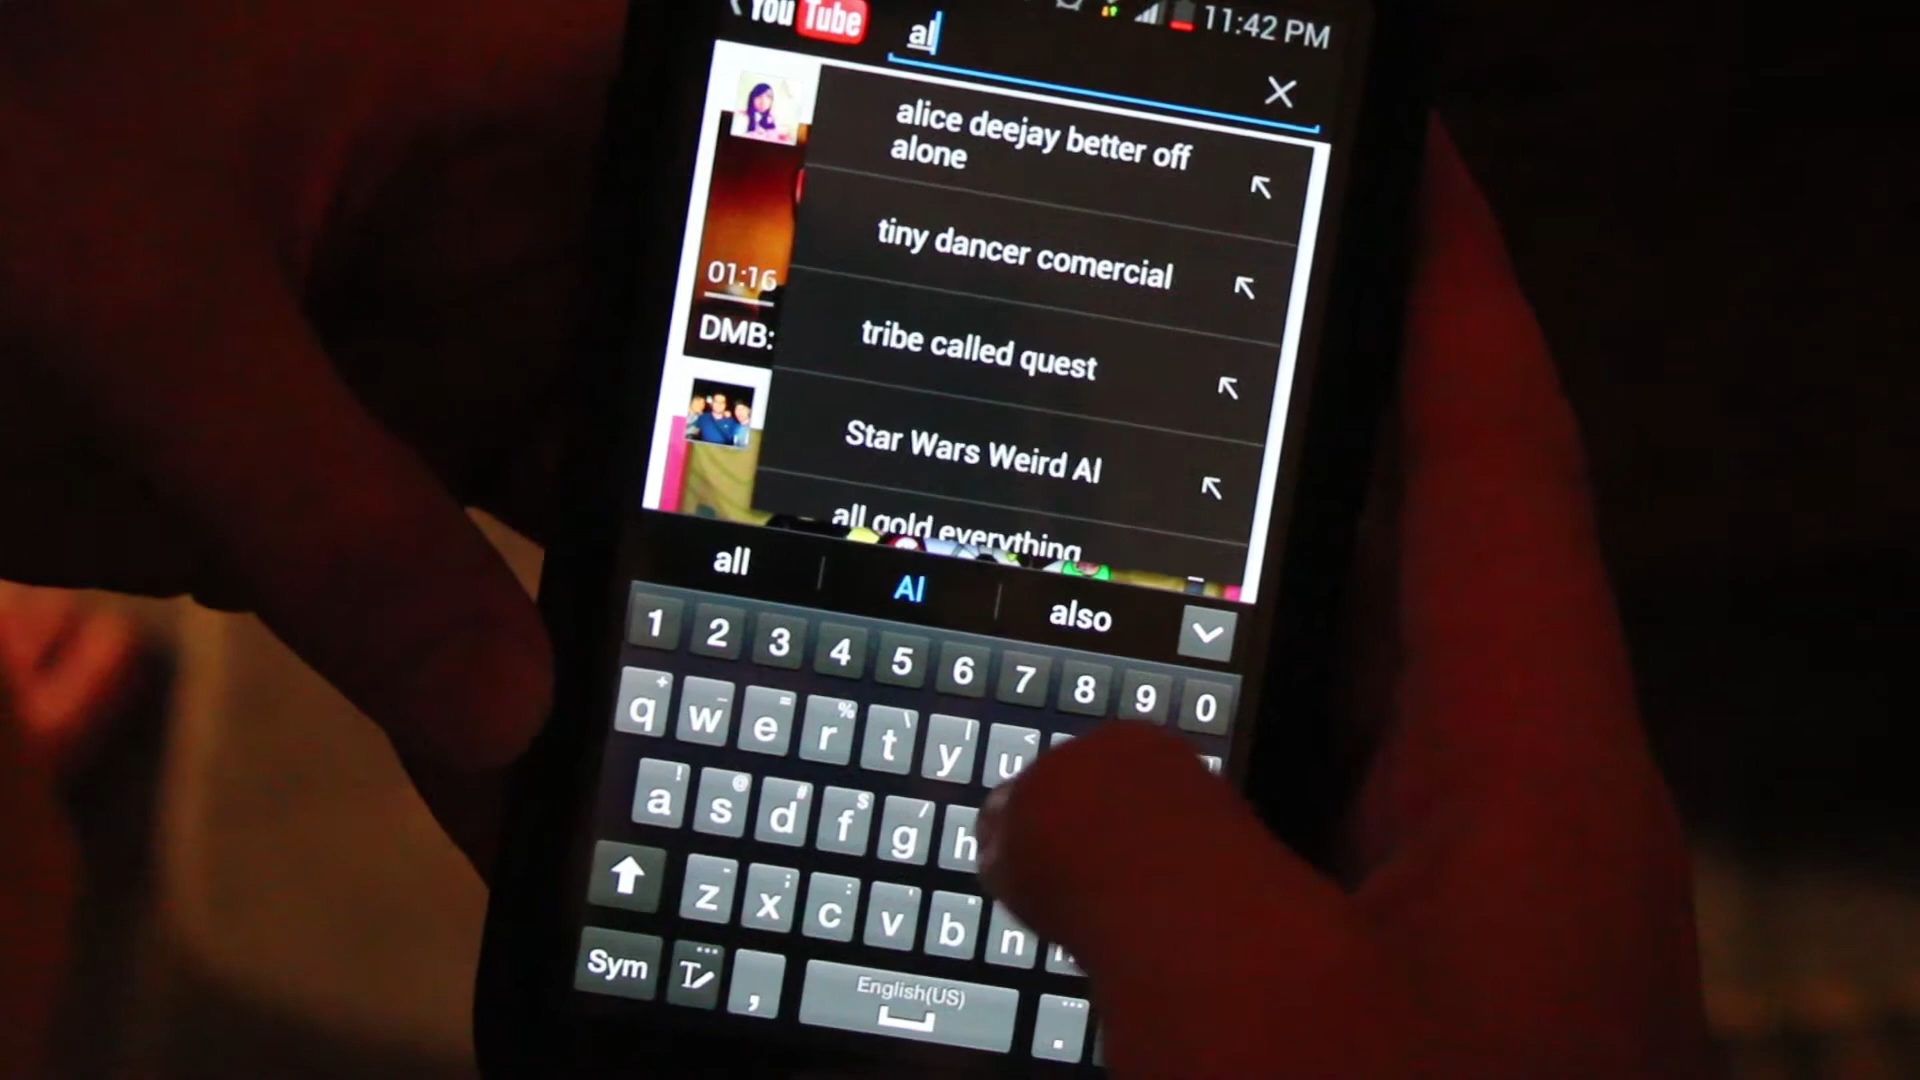 You Tube
al
11:42 PM
alice deejay better off
alone
tiny dancer comercial
01:16
DMB:
tribe called quest
Star Wars Weird Al
all gold everything
all Al also
1 2 3 4 5 6 7 8 9 0
+ - = % \ | <
q w e r t y u
! @ # $ /
a s d f g h
z x c v b n
Sym , English(US) .